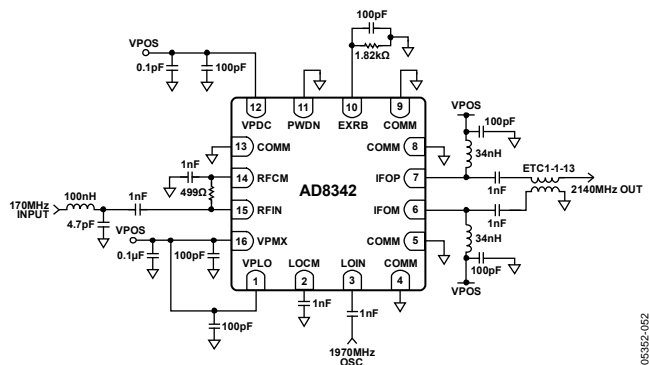 100pF
1.82kΩ
VPOS
0.1pF
100pF
12
11
10
9
VPDC
PWDN
EXRB
COMM
VPOS
100pF
34nH
13
COMM
COMM
8
1nF
14
RFCM
499Ω
AD8342
IFOP
7
1nF
ETC1-1-13
2140MHz OUT
170MHz
INPUT
100nH
1nF
4.7pF
15
RFIN
IFOM
6
1nF
34nH
VPOS
0.1µF
100pF
16
VPMX
COMM
5
100pF
VPOS
VPLO
LOCM
LOIN
COMM
1
2
3
4
100pF
1nF
1nF
1970MHz
OSC
05352-052